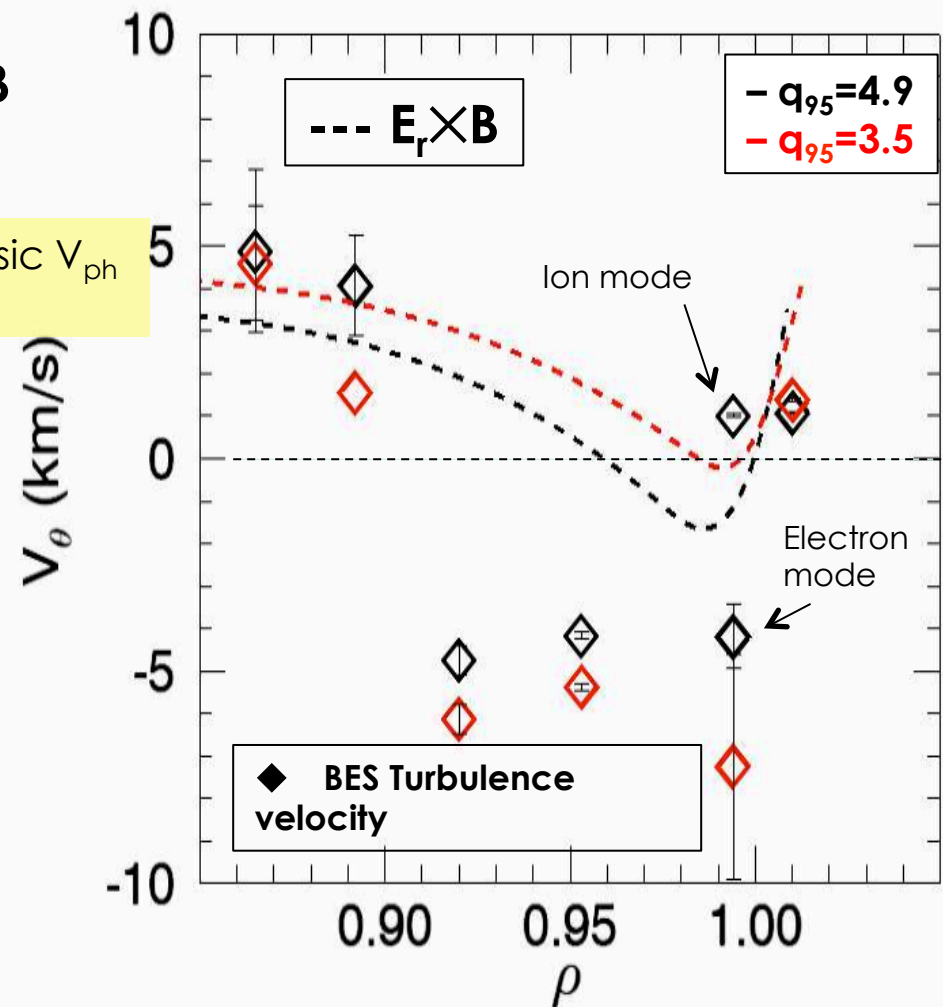 B
sic Vph
10
5
0
-5
-10
Vθ (km/s)
--- Er×B
– q95=4.9
– q95=3.5
Ion mode
Electron
mode
◆ BES Turbulence
velocity
0.90 0.95 1.00
ρ